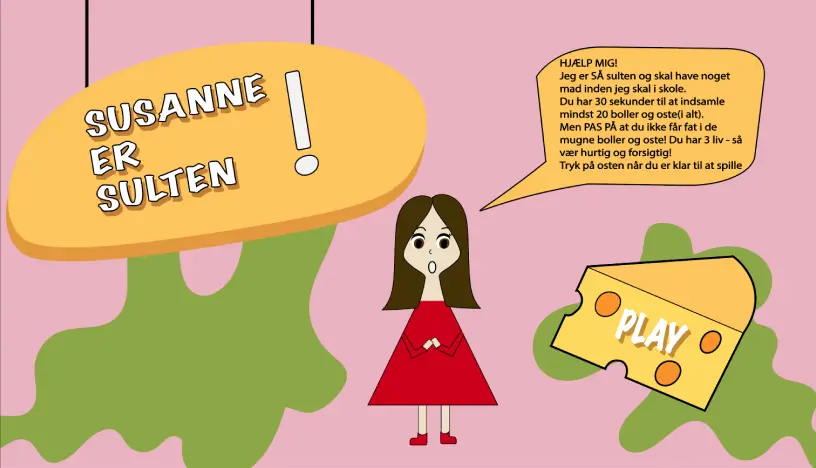 SUSANNE
ER
SULTEN
!
HJÆLP MIG!
Jeg er SÅ sulten og skal have noget
mad inden jeg skal i skole.
Du har 30 sekunder til at indsamle
mindst 20 boller og oste(i alt).
Men PAS PÅ at du ikke får fat i de
mugne boller og oste! Du har 3 liv - så
vær hurtig og forsigtig!
Tryk på osten når du er klar til at spille
PLAY